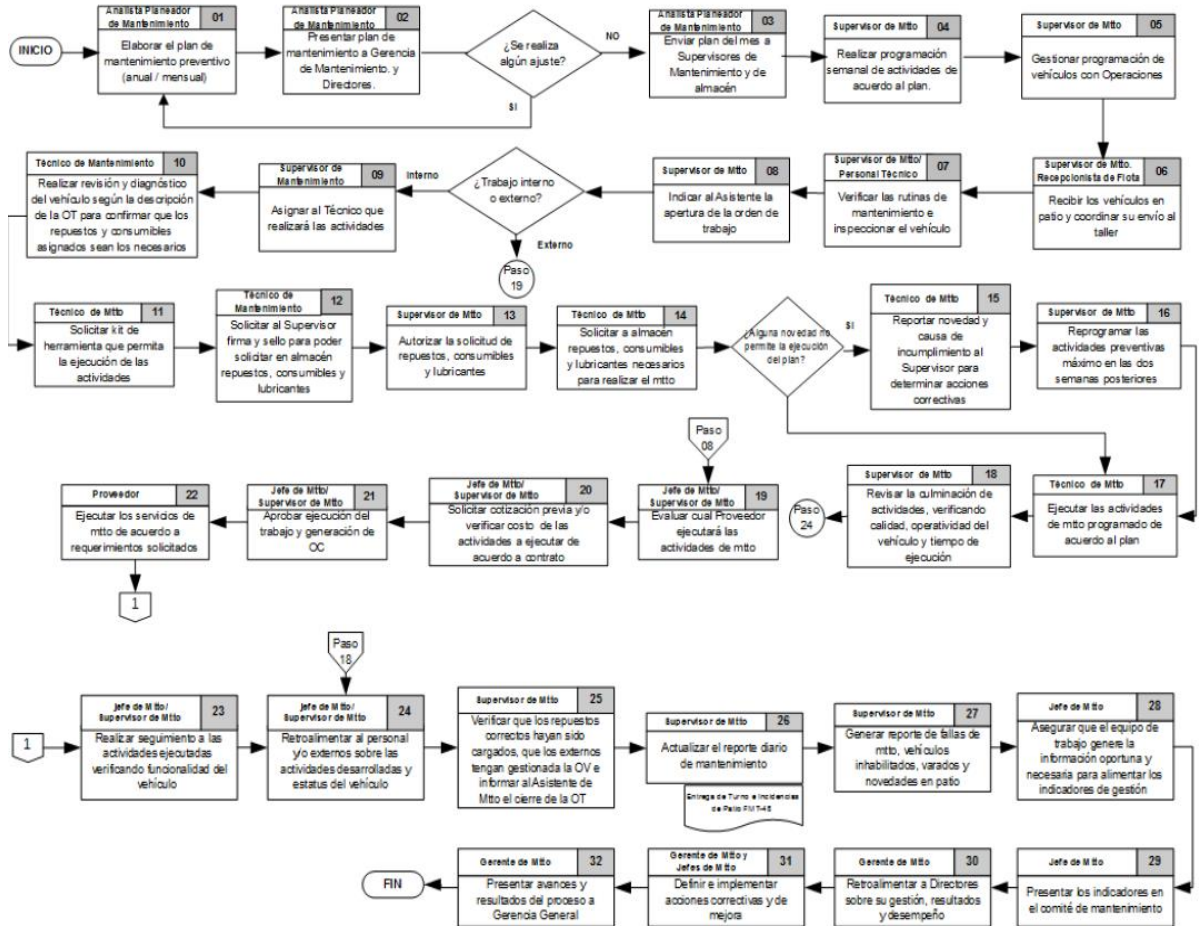 INICIO
Analista Planeador
de Mantenimiento
01
Elaborar el plan de
mantenimiento preventivo
(anual / mensual)
Analista Planeador
de Mantenimiento
02
Presentar plan de
mantenimiento a Gerencia
de Mantenimiento. y
Directores.
¿Se realiza
algún ajuste?
NO
SI
Analista Planeador
de Mantenimiento
03
Enviar plan del mes a
Supervisores de
Mantenimiento y de
almacén
Supervisor de Mtto
04
Realizar programación
semanal de actividades de
acuerdo al plan.
Supervisor de Mtto
05
Gestionar programación de
vehículos con Operaciones
Supervisor de Mtto.
Recepcionista de Flota
06
Recibir los vehículos en
patio y coordinar su envío al
taller
Supervisor de Mtto/
Personal Técnico
07
Verificar las rutinas de
mantenimiento e
inspeccionar el vehículo
Supervisor de Mtto
08
Indicar al Asistente la
apertura de la orden de
trabajo
¿Trabajo interno
o externo?
Interno
Externo
Paso
19
Supervisor de
Mantenimiento
09
Asignar al Técnico que
realizará las actividades
Técnico de Mantenimiento
10
Realizar revisión y diagnóstico
del vehículo según la descripción
de la OT para confirmar que los
repuestos y consumibles
asignados sean los necesarios
Técnico de Mtto
11
Solicitar kit de
herramienta que permita
la ejecución de las
actividades
Técnico de
Mantenimiento
12
Solicitar al Supervisor
firma y sello para poder
solicitar en almacén
repuestos, consumibles y
lubricantes
Supervisor de Mtto
13
Autorizar la solicitud de
repuestos, consumibles
y lubricantes
Técnico de Mtto
14
Solicitar a almacén
repuestos, consumibles
y lubricantes necesarios
para realizar el mtto
¿Alguna novedad no
permite la ejecución
del plan?
SI
Técnico de Mtto
15
Reportar novedad y
causa de
incumplimiento al
Supervisor para
determinar acciones
correctivas
Supervisor de Mtto
16
Reprogramar las
actividades preventivas
máximo en las dos
semanas posteriores
Técnico de Mtto
17
Ejecutar las actividades
de mtto programado de
acuerdo al plan
Supervisor de Mtto
18
Revisar la culminación de
actividades, verificando
calidad, operatividad del
vehículo y tiempo de
ejecución
Paso
24
Paso
08
Jefe de Mtto/
Supervisor de Mtto
19
Evaluar cual Proveedor
ejecutará las
actividades de mtto
Jefe de Mtto/
Supervisor de Mtto
20
Solicitar cotización previa y/o
verificar costo de las
actividades a ejecutar de
acuerdo a contrato
Jefe de Mtto/
Supervisor de Mtto
21
Aprobar ejecución del
trabajo y generación de
OC
Proveedor
22
Ejecutar los servicios de
mtto de acuerdo a
requerimientos solicitados
1
1
Jefe de Mtto/
Supervisor de Mtto
23
Realizar seguimiento a las
actividades ejecutadas
verificando funcionalidad del
vehículo
Paso
18
Jefe de Mtto/
Supervisor de Mtto
24
Retroalimentar al personal
y/o externos sobre las
actividades desarrolladas y
estatus del vehículo
Supervisor de Mtto
25
Verificar que los repuestos
correctos hayan sido
cargados, que los externos
tengan gestionada la OV e
informar al Asistente de
Mtto el cierre de la OT
Supervisor de Mtto
26
Actualizar el reporte diario
de mantenimiento
Entrega de Turno e Incidencias
de Patio FMT-45
Supervisor de Mtto
27
Generar reporte de fallas de
mtto, vehículos
inhabilitados, varados y
novedades en patio
Jefe de Mtto
28
Asegurar que el equipo de
trabajo genere la
información oportuna y
necesaria para alimentar los
indicadores de gestión
Jefe de Mtto
29
Presentar los indicadores en
el comité de mantenimiento
Gerente de Mtto
30
Retroalimentar a Directores
sobre su gestión, resultados
y desempeño
Gerente de Mtto y
Jefes de Mtto
31
Definir e implementar
acciones correctivas y de
mejora
Gerente de Mtto
32
Presentar avances y
resultados del proceso a
Gerencia General
FIN